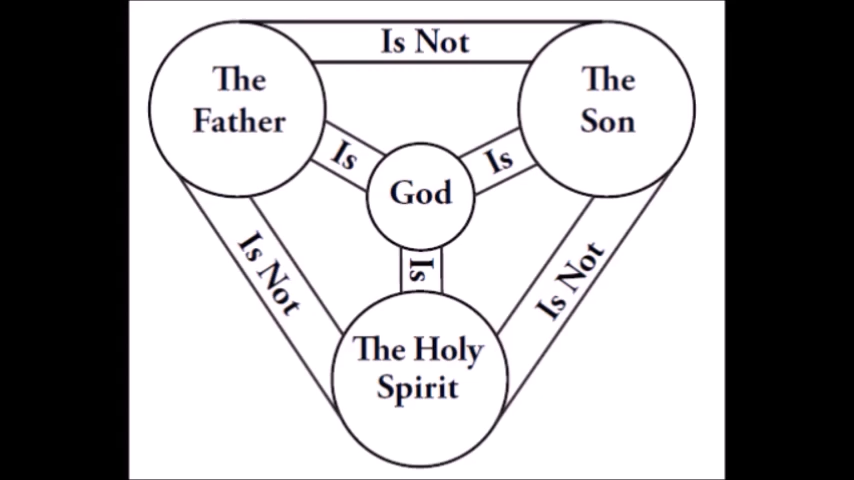 Is Not
The
Father
The
Son
Is
Is
God
Is Not
Is
Is Not
The Holy
Spirit